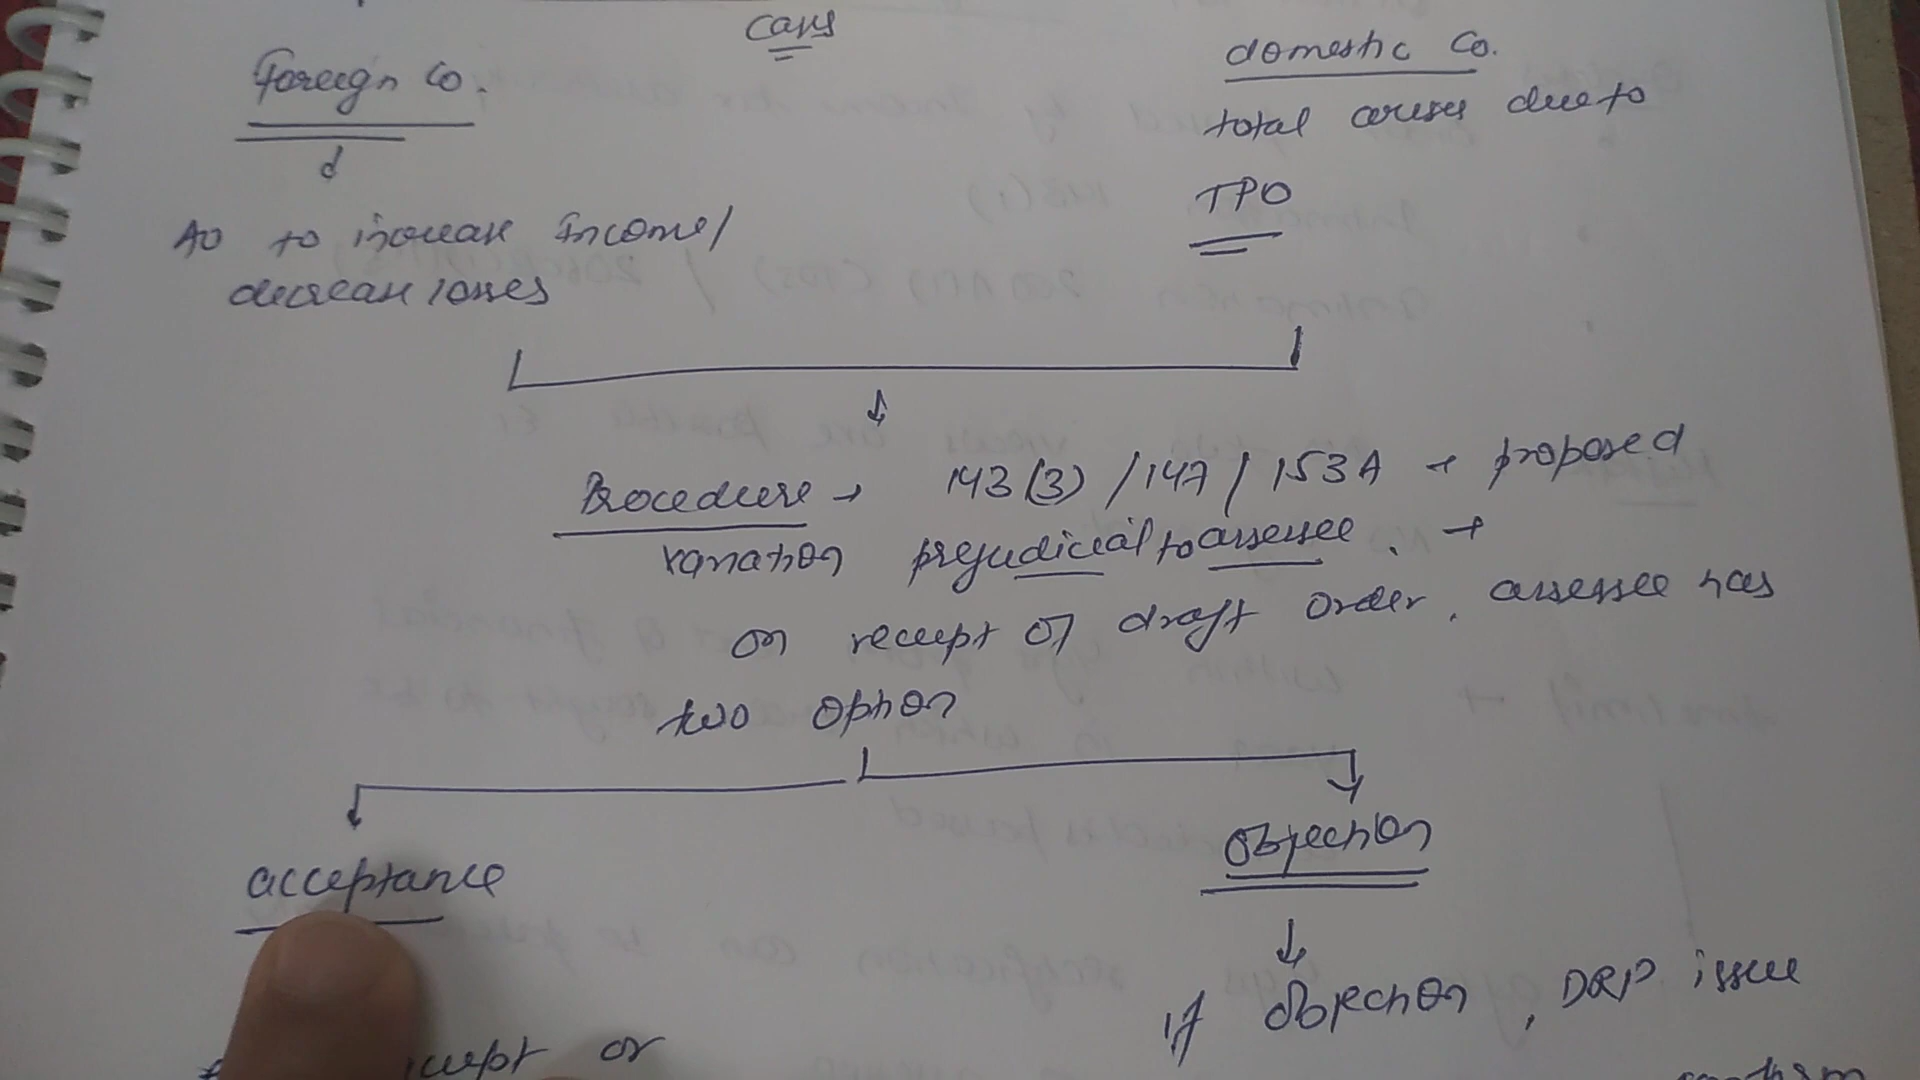 Cases
Foreign Co.
domestic Co.
total arises due to
TPO
AO to increase Income/
decrease losses
Procedure → 143(3) / 147 / 153A → proposed
variation prejudicial to assessee. →
on receipt of draft order, assessee has
two option
acceptance
Objection
if Objection, DRP issue
or